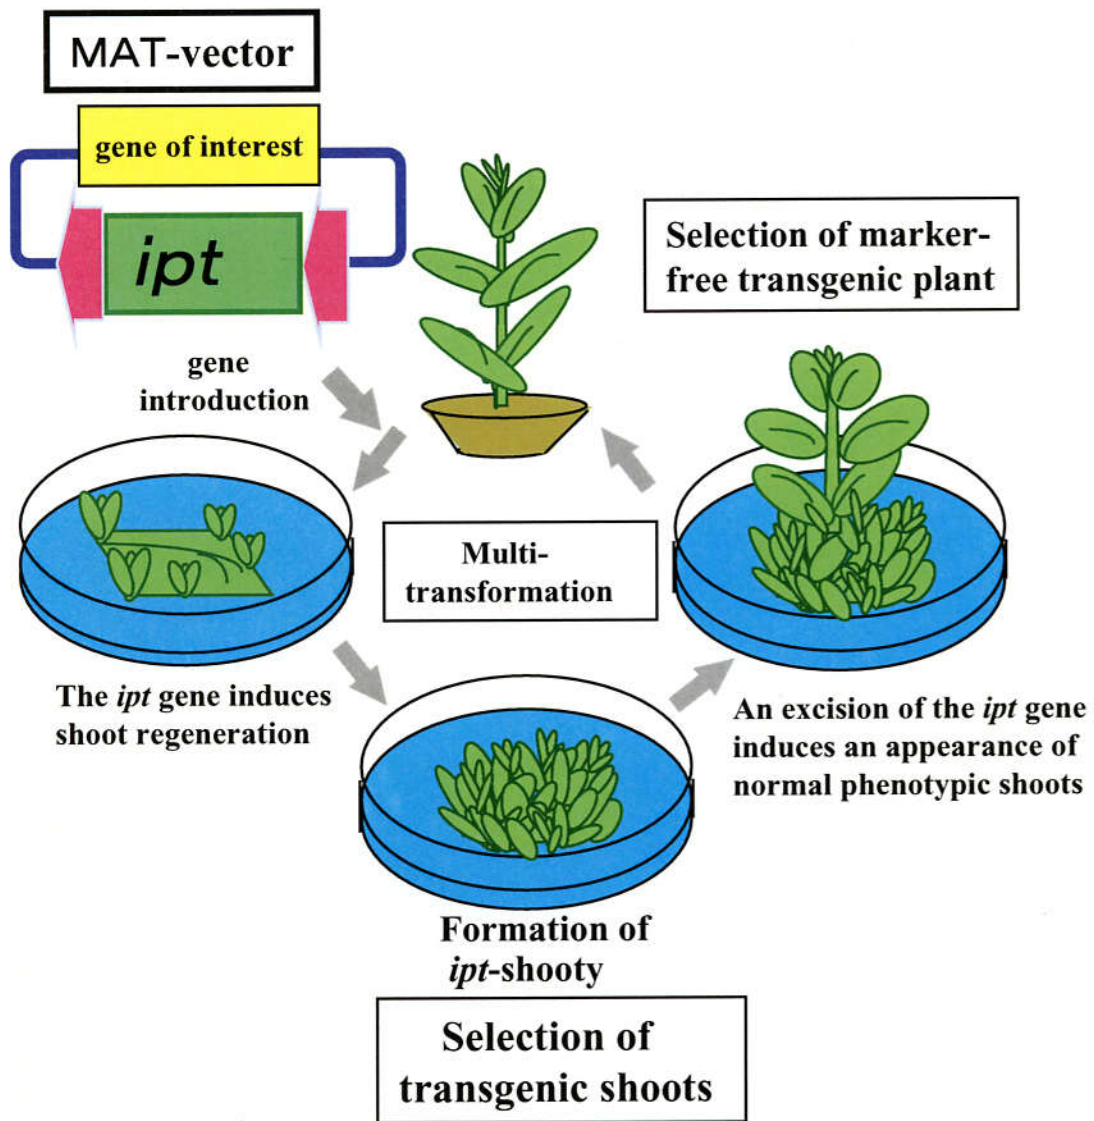 MAT-vector
gene of interest
ipt
gene
introduction
Selection of marker-
free transgenic plant
Multi-
transformation
The ipt gene induces
shoot regeneration
An excision of the ipt gene
induces an appearance of
normal phenotypic shoots
Formation of
ipt-shooty
Selection of
transgenic shoots